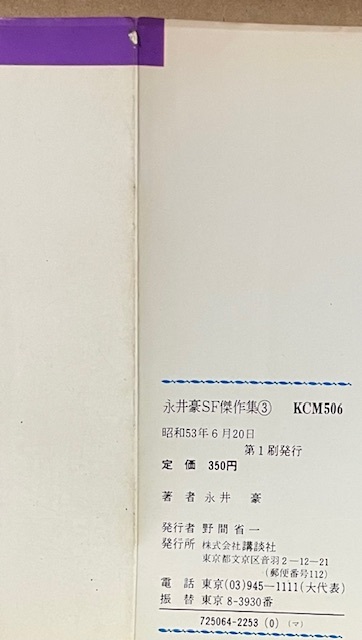 永井豪SF傑作集③ KCM506
昭和53年6月20日
第1刷発行
定価 350円
著者 永井 豪
発行者 野間省一
発行所 株式会社講談社
東京都文京区音羽2−12−21
(郵便番号112)
電話 東京(03)945−1111(大代表)
振替 東京8-3930番
725064-2253 (0) (マ)